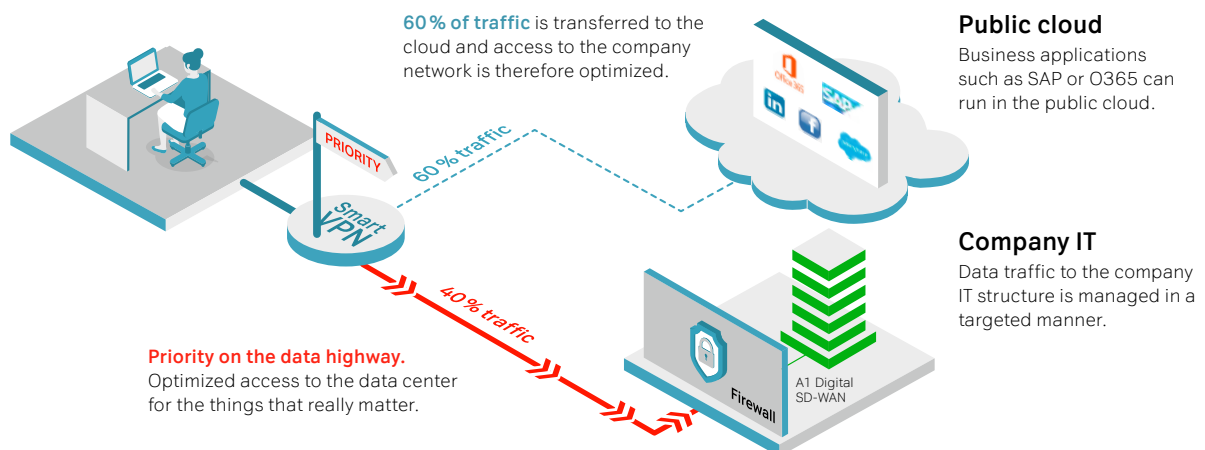 60% of traffic is transferred to the
cloud and access to the company
network is therefore optimized.
Public cloud
Business applications
such as SAP or O365 can
run in the public cloud.
Office 365
SAP
in
f
PRIORITY
60% traffic
Smart
VPN
40% traffic
Company IT
Data traffic to the company
IT structure is managed in a
targeted manner.
Priority on the data highway.
Optimized access to the data center
for the things that really matter.
Firewall
A1 Digital
SD-WAN